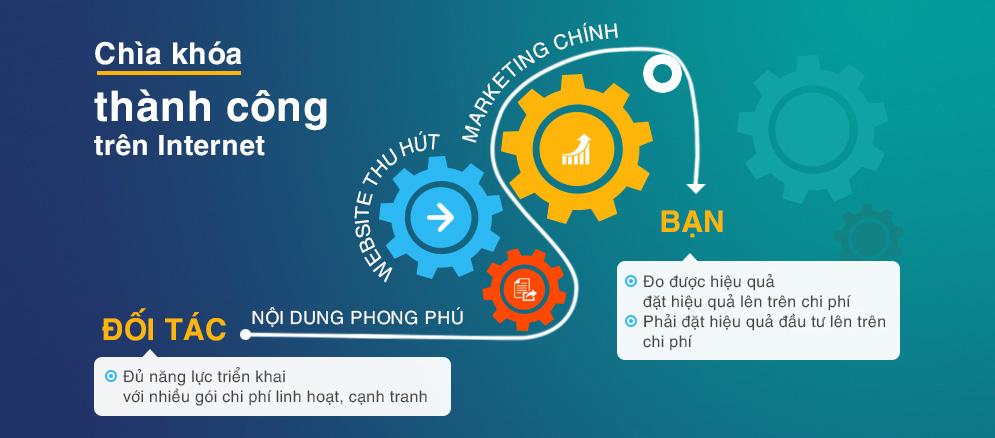 Chìa khóa
thành công
trên Internet
MARKETING CHÍNH
WEBSITE THU HÚT
NỘI DUNG PHONG PHÚ
ĐỐI TÁC
Đủ năng lực triển khai
với nhiều gói chi phí linh hoạt, cạnh tranh
BẠN
Đo được hiệu quả
đặt hiệu quả lên trên chi phí
Phải đặt hiệu quả đầu tư lên trên
chi phí